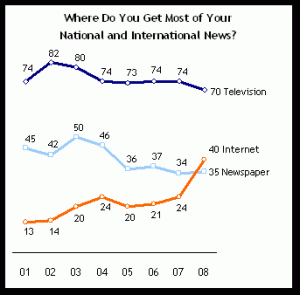 Where Do You Get Most of Your
National and International News?
74 82 80 74 73 74 74 70 Television
45 42 50 46 36 37 34 35 Newspaper
13 14 20 24 20 21 24 40 Internet
01 02 03 04 05 06 07 08